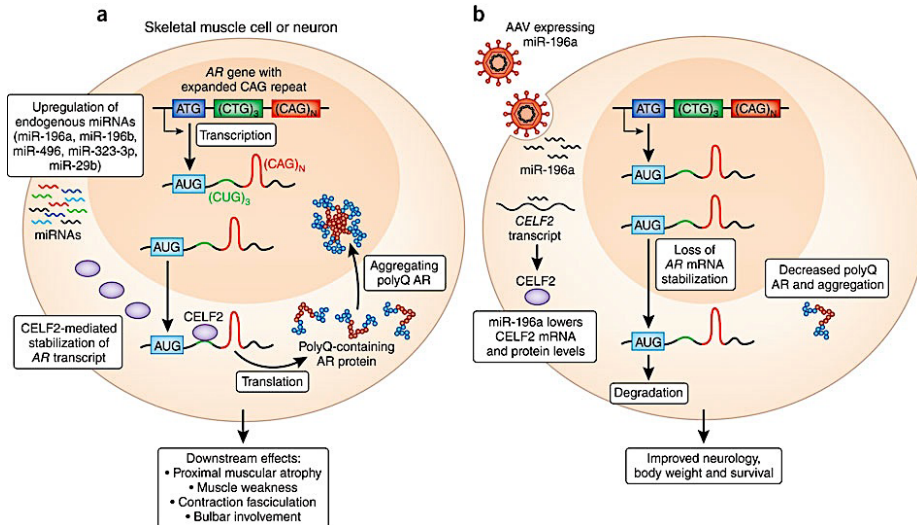 a
Skeletal muscle cell or neuron
AR gene with
expanded CAG repeat
ATG (CTG)3 (CAG)N
Upregulation of
endogenous miRNAs
(miR-196a, miR-196b,
miR-496, miR-323-3p,
miR-29b)
Transcription
(CAG)N
AUG
(CUG)3
miRNAs
AUG
Aggregating
polyQ AR
CELF2-mediated
stabilization of
AR transcript
CELF2
AUG
PolyQ-containing
AR protein
Translation
Downstream effects:
• Proximal muscular atrophy
• Muscle weakness
• Contraction fasciculation
• Bulbar involvement
b
AAV expressing
miR-196a
ATG (CTG)3 (CAG)N
miR-196a
AUG
CELF2
transcript
AUG
Loss of
AR mRNA
stabilization
Decreased polyQ
AR and aggregation
CELF2
miR-196a lowers
CELF2 mRNA
and protein levels
AUG
Degradation
Improved neurology,
body weight and survival